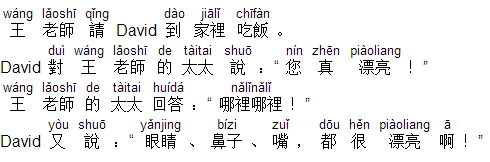 wáng lǎoshī qǐng dào jiālǐ chīfàn
王 老師 請 David 到 家裡 吃飯 。
duì wáng lǎoshī de tàitai shuō nín zhēn piàoliang
David 對 王 老師 的 太太 說 ：“ 您 真 漂亮 ！ ”
wáng lǎoshī de tàitai huídá nǎlǐnǎlǐ
王 老師 的 太太 回答 ：“ 哪裡哪裡 ！ ”
yòu shuō yǎnjing bízi zuǐ dōu hěn piàoliang ā
David 又 說 ：“ 眼睛 、 鼻子 、 嘴 ， 都 很 漂亮 啊 ！ ”